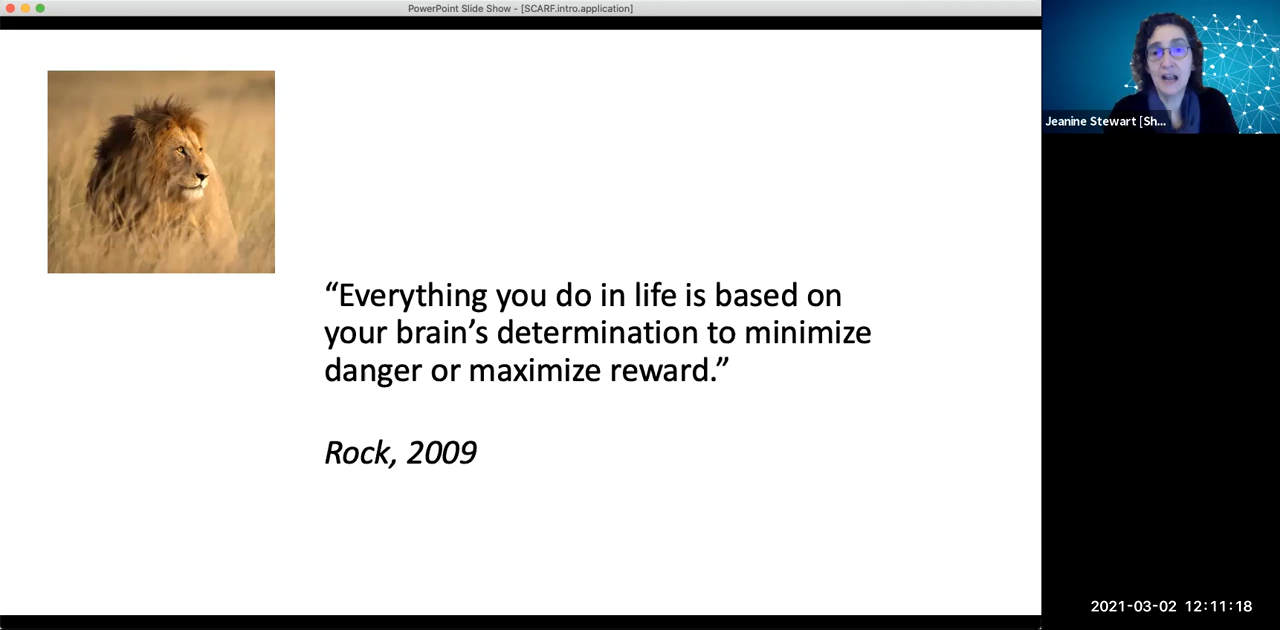 PowerPoint Slide Show - [SCARF.intro.application]
“Everything you do in life is based on
your brain’s determination to minimize
danger or maximize reward.”
Rock, 2009
Jeanine Stewart [Sh...
2021-03-02 12:11:18